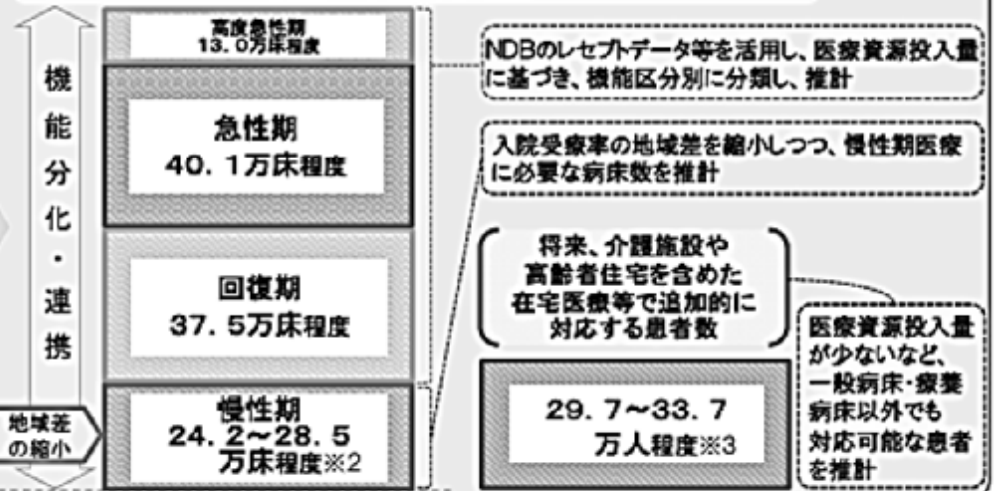 機能分化・連携
地域差
の縮小
高度急性期
13.0万床程度
急性期
40.1万床程度
回復期
37.5万床程度
慢性期
24.2～28.5
万床程度※2
NDBのレセプトデータ等を活用し、医療資源投入量
に基づき、機能区分別に分類し、推計
入院受療率の地域差を縮小しつつ、慢性期医療
に必要な病床数を推計
将来、介護施設や
高齢者住宅を含めた
在宅医療等で追加的に
対応する患者数
29.7～33.7
万人程度※3
医療資源投入量
が少ないなど、
一般病床・療養
病床以外でも
対応可能な患者
を推計